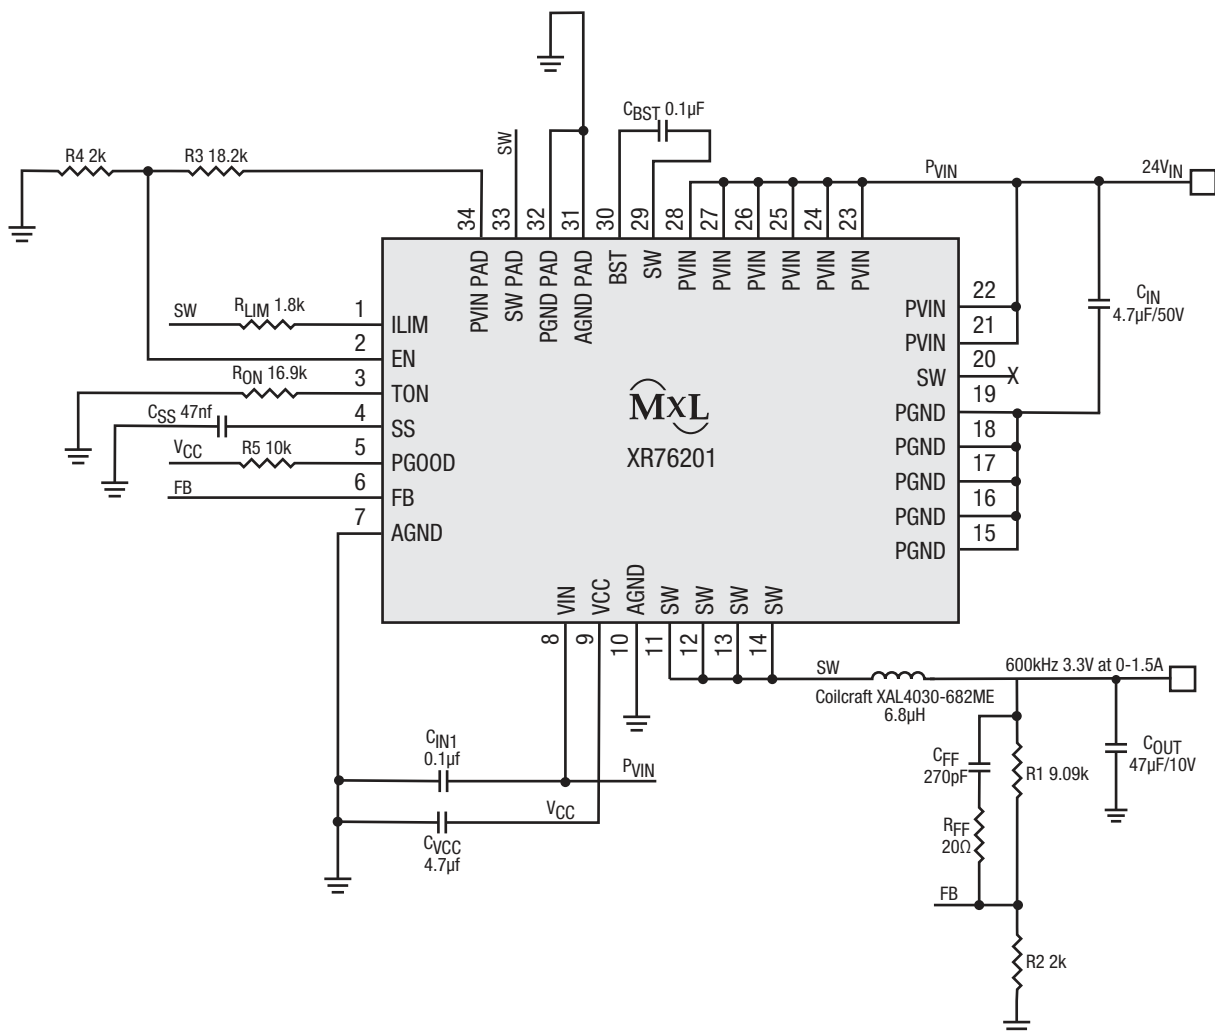 CBST 0.1µF
R4 2k
R3 18.2k
SW
PVIN
24VIN
34
33
32
31
30
29
28
27
26
25
24
23
PVIN PAD
SW PAD
PGND PAD
AGND PAD
BST
SW
PVIN
PVIN
PVIN
PVIN
PVIN
PVIN
SW
RLIM 1.8k
1
ILIM
2
EN
RON 16.9k
3
TON
CSS 47nf
4
SS
VCC
R5 10k
5
PGOOD
FB
6
FB
7
AGND
MXL
XR76201
22
PVIN
21
PVIN
20
SW
X
19
PGND
18
PGND
17
PGND
16
PGND
15
PGND
CIN
4.7µF/50V
VIN
VCC
AGND
SW
SW
SW
SW
8
9
10
11
12
13
14
SW
600kHz 3.3V at 0-1.5A
Coilcraft XAL4030-682ME
6.8µH
CIN1
0.1µf
PVIN
VCC
CVCC
4.7µf
CFF
270pF
R1 9.09k
COUT
47µF/10V
RFF
20Ω
FB
R2 2k